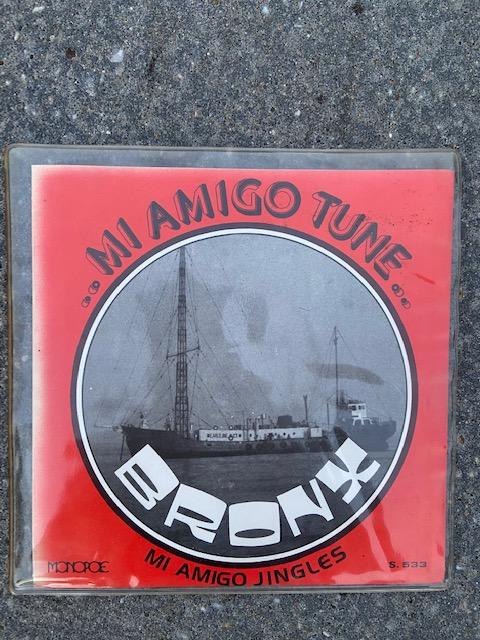 MI AMIGO TUNE
BRONX
MI AMIGO JINGLES
MONOPOLE
S. 533